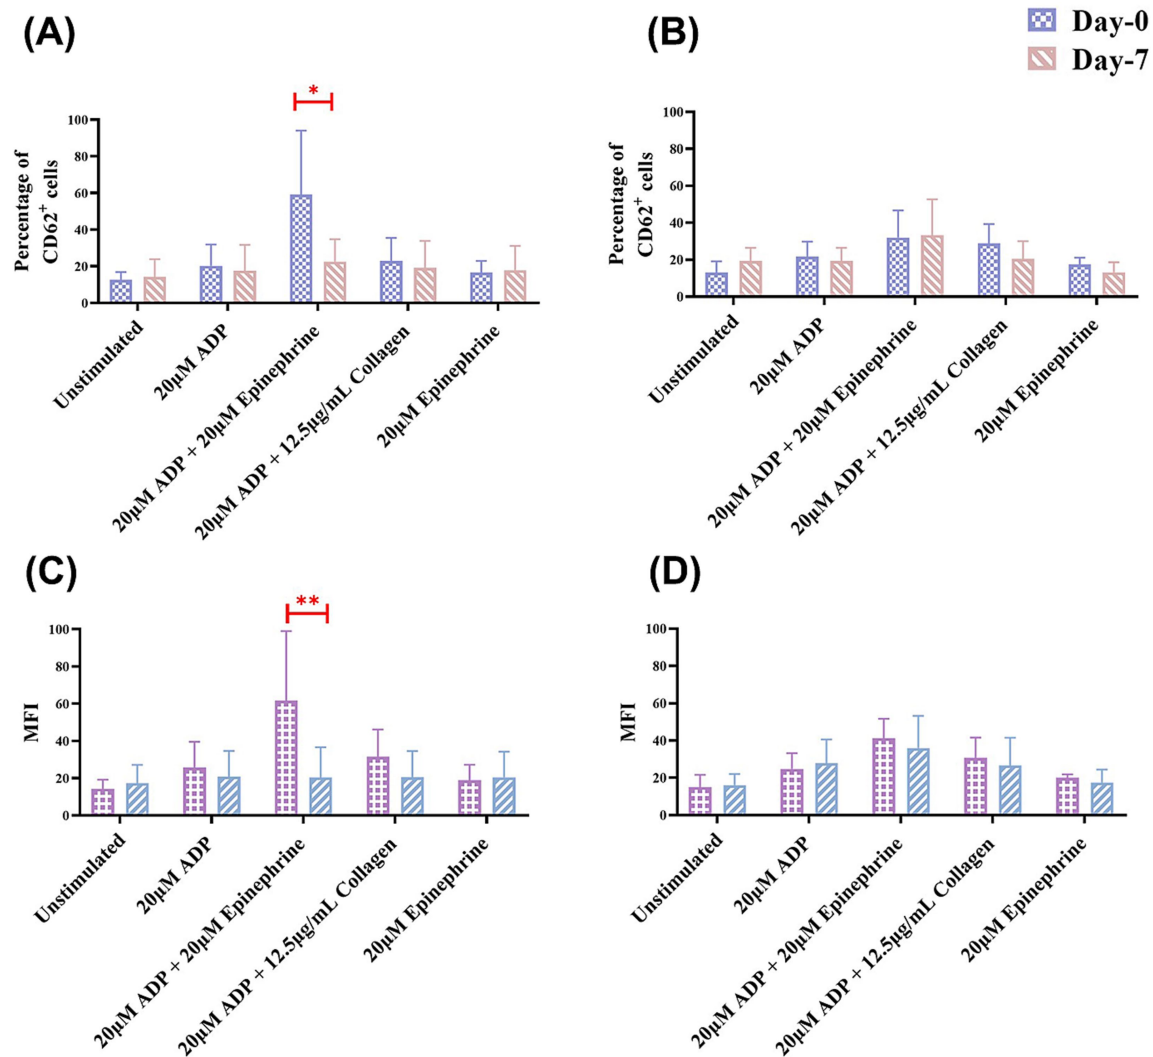 (A)
(B)
Day-0
Day-7
*
Percentage of
CD62+ cells
100
80
60
40
20
0
Unstimulated
20µM ADP
20µM ADP + 20µM Epinephrine
20µM ADP + 12.5µg/mL Collagen
20µM Epinephrine
Percentage of
CD62+ cells
100
80
60
40
20
0
Unstimulated
20µM ADP
20µM ADP + 20µM Epinephrine
20µM ADP + 12.5µg/mL Collagen
20µM Epinephrine
(C)
(D)
**
MFI
100
80
60
40
20
0
Unstimulated
20µM ADP
20µM ADP + 20µM Epinephrine
20µM ADP + 12.5µg/mL Collagen
20µM Epinephrine
MFI
100
80
60
40
20
0
Unstimulated
20µM ADP
20µM ADP + 20µM Epinephrine
20µM ADP + 12.5µg/mL Collagen
20µM Epinephrine